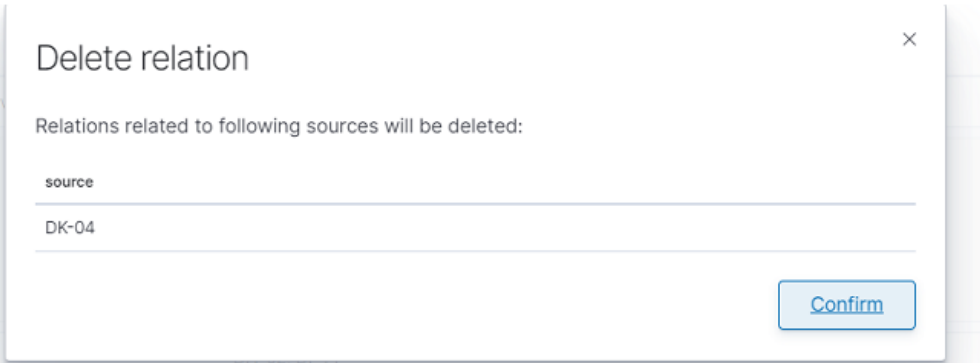 Delete relation
Relations related to following sources will be deleted:
source
DK-04
Confirm